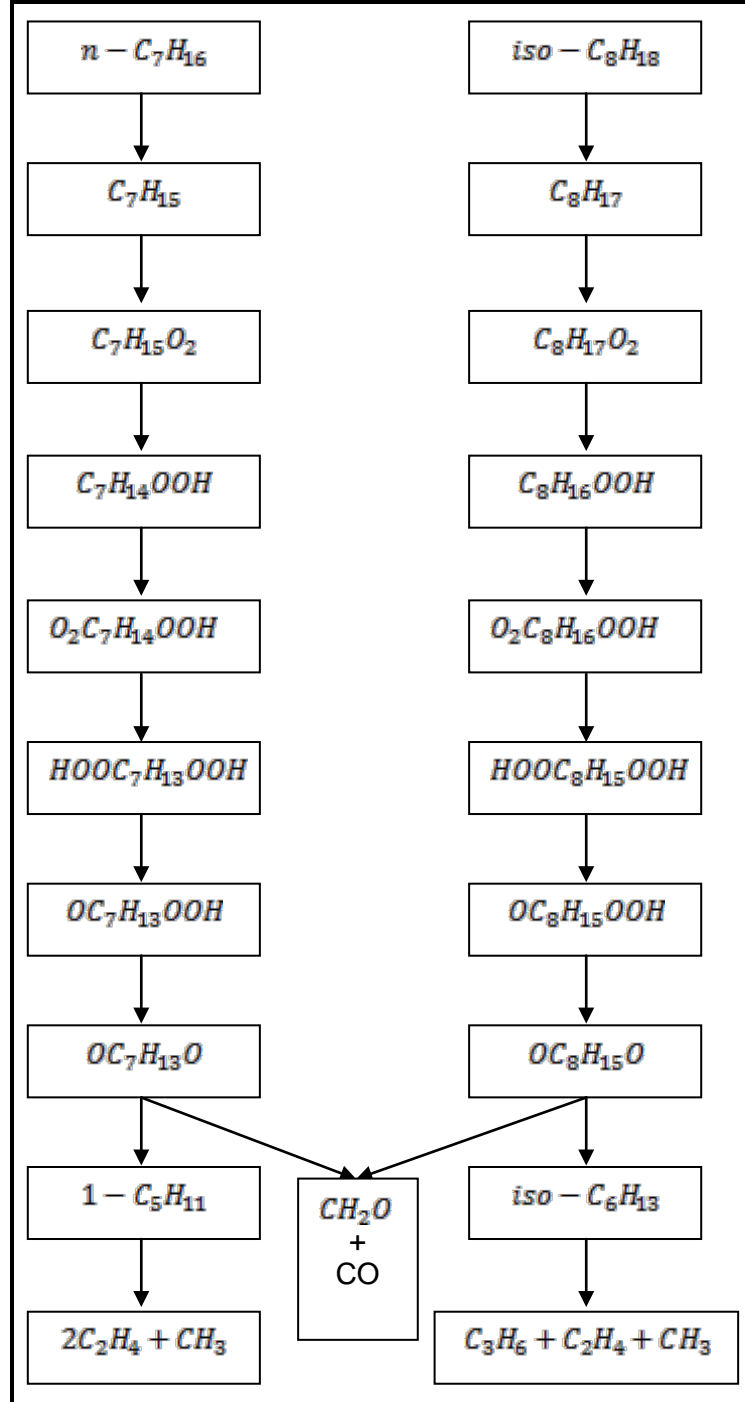 n − C₇H₁₆
iso − C₈H₁₈
C₇H₁₅
C₈H₁₇
C₇H₁₅O₂
C₈H₁₇O₂
C₇H₁₄OOH
C₈H₁₆OOH
O₂C₇H₁₄OOH
O₂C₈H₁₆OOH
HOOC₇H₁₃OOH
HOOC₈H₁₅OOH
OC₇H₁₃OOH
OC₈H₁₅OOH
OC₇H₁₃O
OC₈H₁₅O
1 − C₅H₁₁
CH₂O
+
CO
iso − C₆H₁₃
2C₂H₄ + CH₃
C₃H₆ + C₂H₄ + CH₃